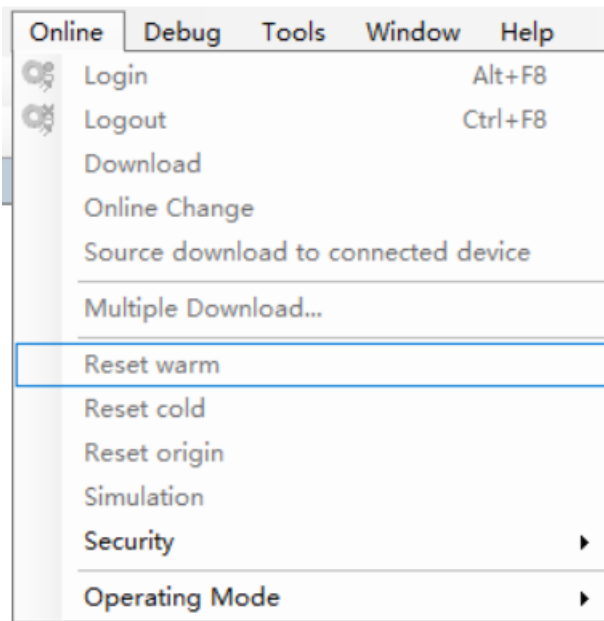 Online Debug Tools Window Help
Login Alt+F8
Logout Ctrl+F8
Download
Online Change
Source download to connected device
Multiple Download...
Reset warm
Reset cold
Reset origin
Simulation
Security
Operating Mode